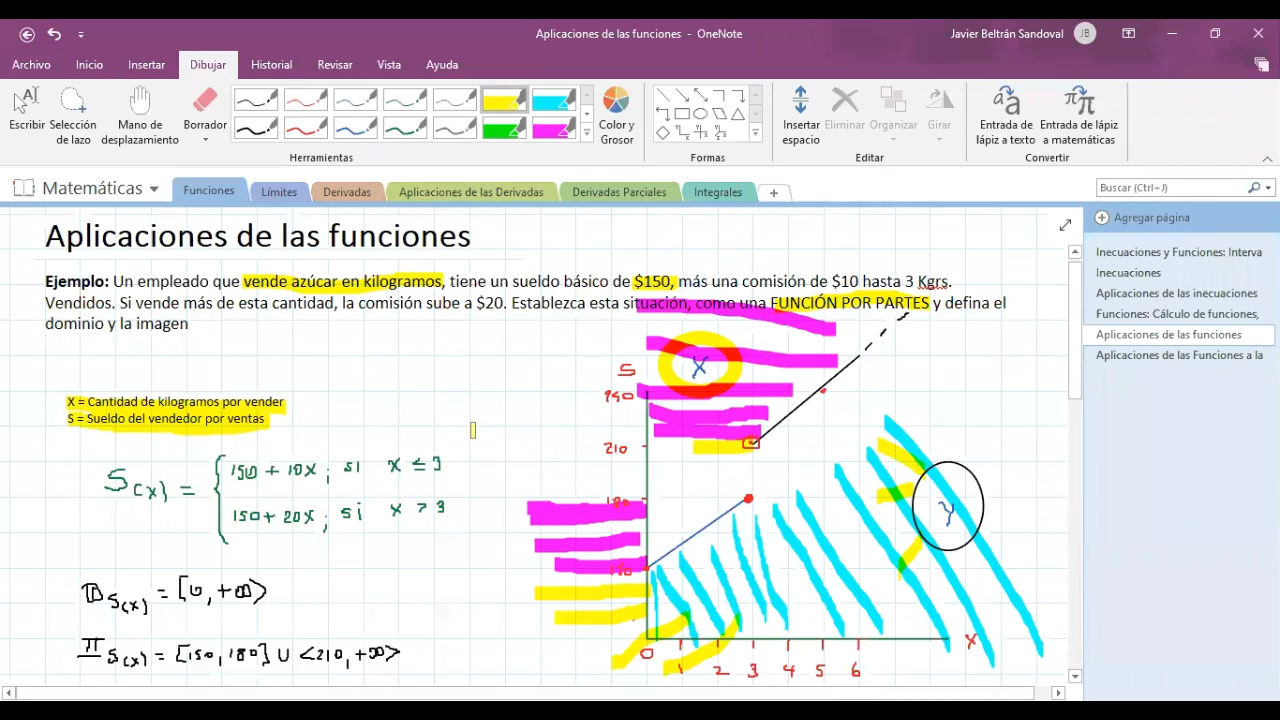 Aplicaciones de las funciones - OneNote
Javier Beltrán Sandoval JB
Archivo Inicio Insertar Dibujar Historial Revisar Vista Ayuda
Escribir
Selección de lazo
Mano de desplazamiento
Borrador
Color y Grosor
Insertar espacio
Eliminar
Organizar
Girar
Entrada de lápiz a texto
Entrada de lápiz a matemáticas
Herramientas Formas Editar Convertir
Matemáticas Funciones Límites Derivadas Aplicaciones de las Derivadas Derivadas Parciales Integrales
Buscar (Ctrl+J)
Agregar página
Inecuaciones y Funciones: Interva
Inecuaciones
Aplicaciones de las inecuaciones
Funciones: Cálculo de funciones,
Aplicaciones de las funciones
Aplicaciones de las Funciones a la
Aplicaciones de las funciones
Ejemplo: Un empleado que vende azúcar en kilogramos, tiene un sueldo básico de $150, más una comisión de $10 hasta 3 Kgrs.
Vendidos. Si vende más de esta cantidad, la comisión sube a $20. Establezca esta situación, como una FUNCIÓN POR PARTES y defina el
dominio y la imagen
X = Cantidad de kilogramos por vender
S = Sueldo del vendedor por ventas
S(x) =
150 + 10X ; si x ≤ 3
150 + 20X ; si x > 3
D S(x) = [0, +∞>
I S(x) = [150, 180] U <210, +∞>
S
X
210
180
150
Y
X
0 1 2 3 4 5 6